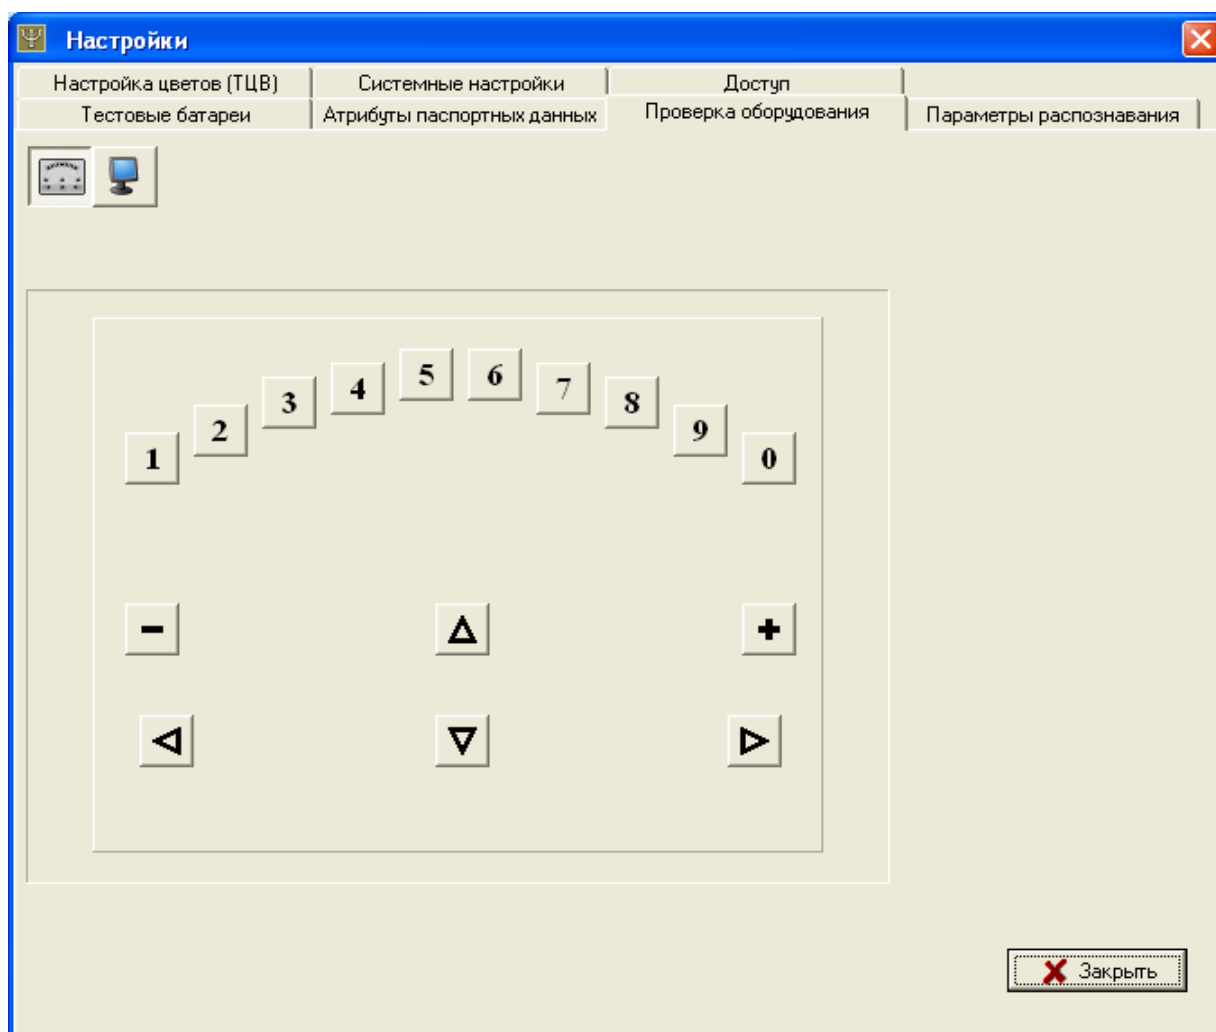 Настройки
Настройка цветов (ТЦВ) Системные настройки Доступ
Тестовые батареи Атрибуты паспортных данных Проверка оборудования Параметры распознавания
1 2 3 4 5 6 7 8 9 0
- +
Закрыть